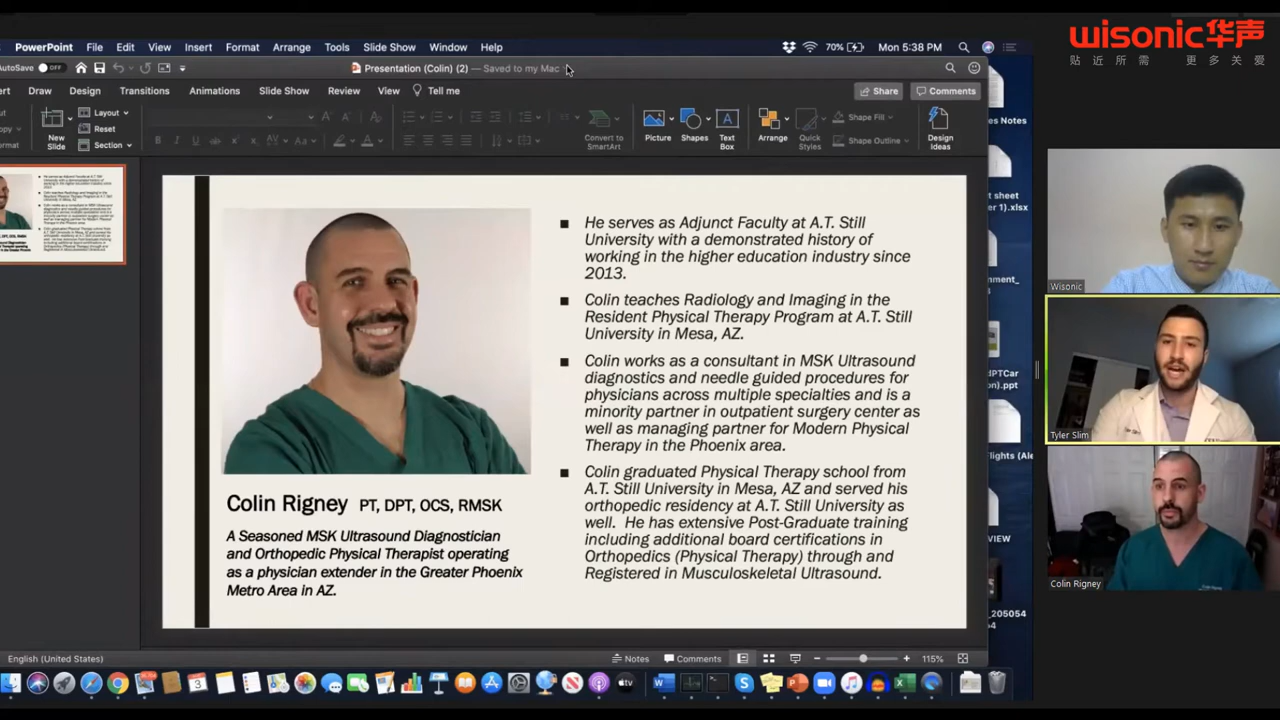 wisonic华声
贴近所需 更多关爱
PowerPoint File Edit View Insert Format Arrange Tools Slide Show Window Help 70% Mon 5:38 PM
AutoSave OFF Presentation (Colin) (2) — Saved to my Mac
Draw Design Transitions Animations Slide Show Review View Tell me Share Comments
New Slide
Layout
Reset
Section
Convert to SmartArt
Picture
Shapes
Text Box
Arrange
Quick Styles
Shape Fill
Shape Outline
Design Ideas
He serves as Adjunct Faculty at A.T. Still
University with a demonstrated history of
working in the higher education industry since
2013.
Colin teaches Radiology and Imaging in the
Resident Physical Therapy Program at A.T. Still
University in Mesa, AZ.
Colin works as a consultant in MSK Ultrasound
diagnostics and needle guided procedures for
physicians across multiple specialties and is a
minority partner in outpatient surgery center as
well as managing partner for Modern Physical
Therapy in the Phoenix area.
Colin graduated Physical Therapy school from
A.T. Still University in Mesa, AZ and served his
orthopedic residency at A.T. Still University as
well. He has extensive Post-Graduate training
including additional board certifications in
Orthopedics (Physical Therapy) through and
Registered in Musculoskeletal Ultrasound.
Colin Rigney PT, DPT, OCS, RMSK
A Seasoned MSK Ultrasound Diagnostician
and Orthopedic Physical Therapist operating
as a physician extender in the Greater Phoenix
Metro Area in AZ.
Wisonic
Tyler Slim
Colin Rigney
English (United States) Notes Comments 115%